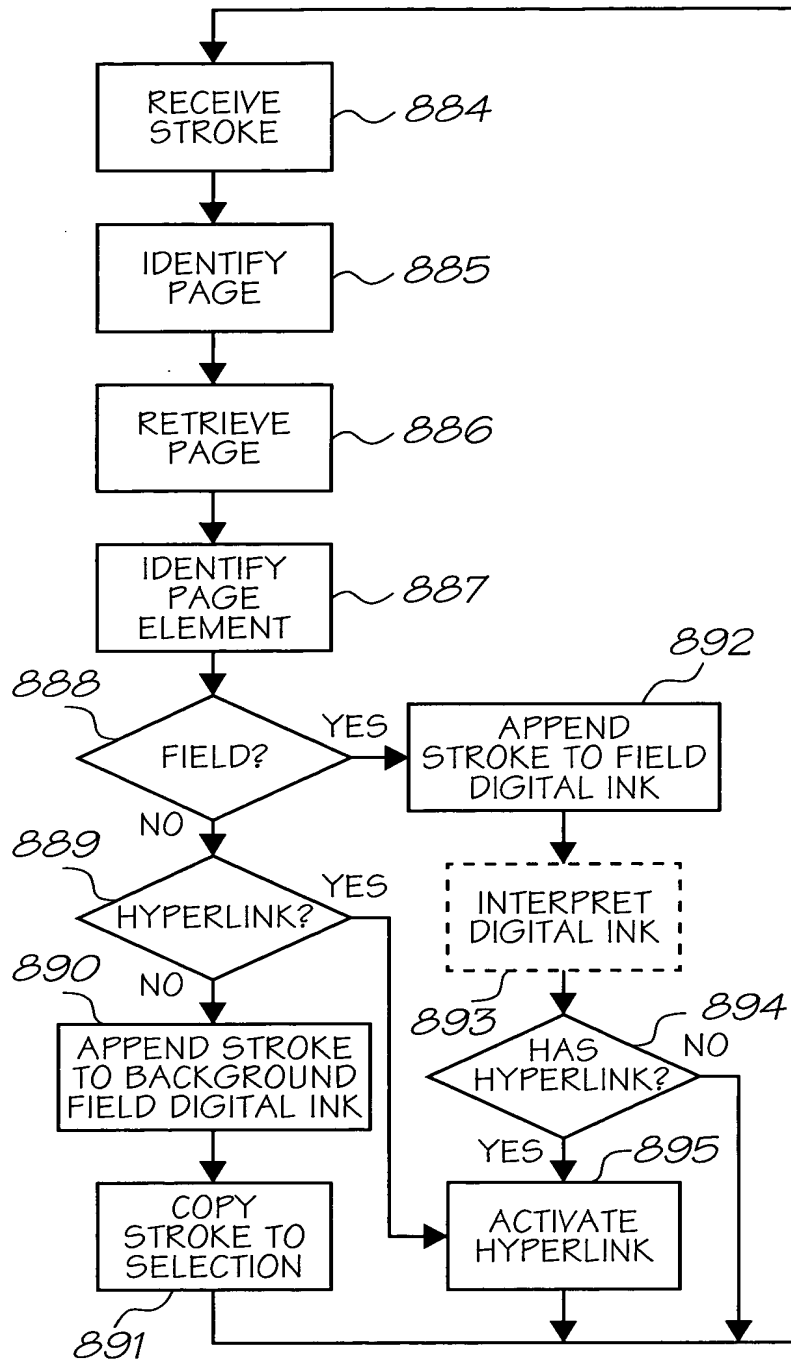 RECEIVE
STROKE
884
IDENTIFY
PAGE
885
RETRIEVE
PAGE
886
IDENTIFY
PAGE
ELEMENT
887
888
FIELD?
YES
NO
892
APPEND
STROKE TO FIELD
DIGITAL INK
889
HYPERLINK?
YES
NO
INTERPRET
DIGITAL INK
893
890
APPEND STROKE
TO BACKGROUND
FIELD DIGITAL INK
894
HAS
HYPERLINK?
NO
YES
895
COPY
STROKE TO
SELECTION
891
ACTIVATE
HYPERLINK